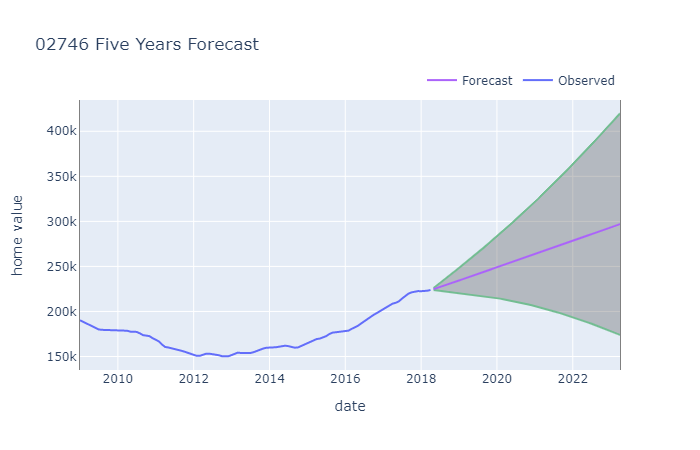 02746 Five Years Forecast
Forecast Observed
400k
350k
300k
250k
200k
150k
home value
2010 2012 2014 2016 2018 2020 2022
date